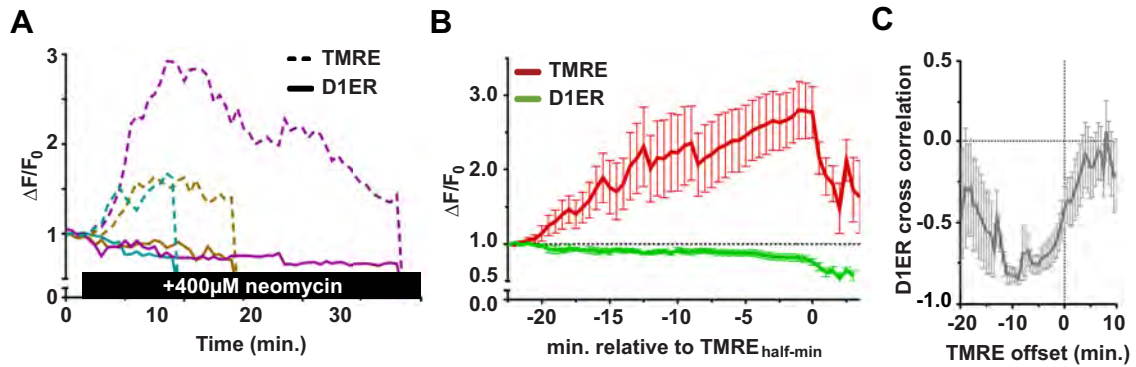 A
3
2
1
0
ΔF/F0
TMRE
D1ER
+400µM neomycin
0
10
20
30
Time (min.)
B
TMRE
D1ER
3.0
2.0
1.0
0.5
0.0
ΔF/F0
-20
-15
-10
-5
0
min. relative to TMREhalf-min
C
0.5
0.0
-0.5
-1.0
D1ER cross correlation
-20
-10
0
10
TMRE offset (min.)